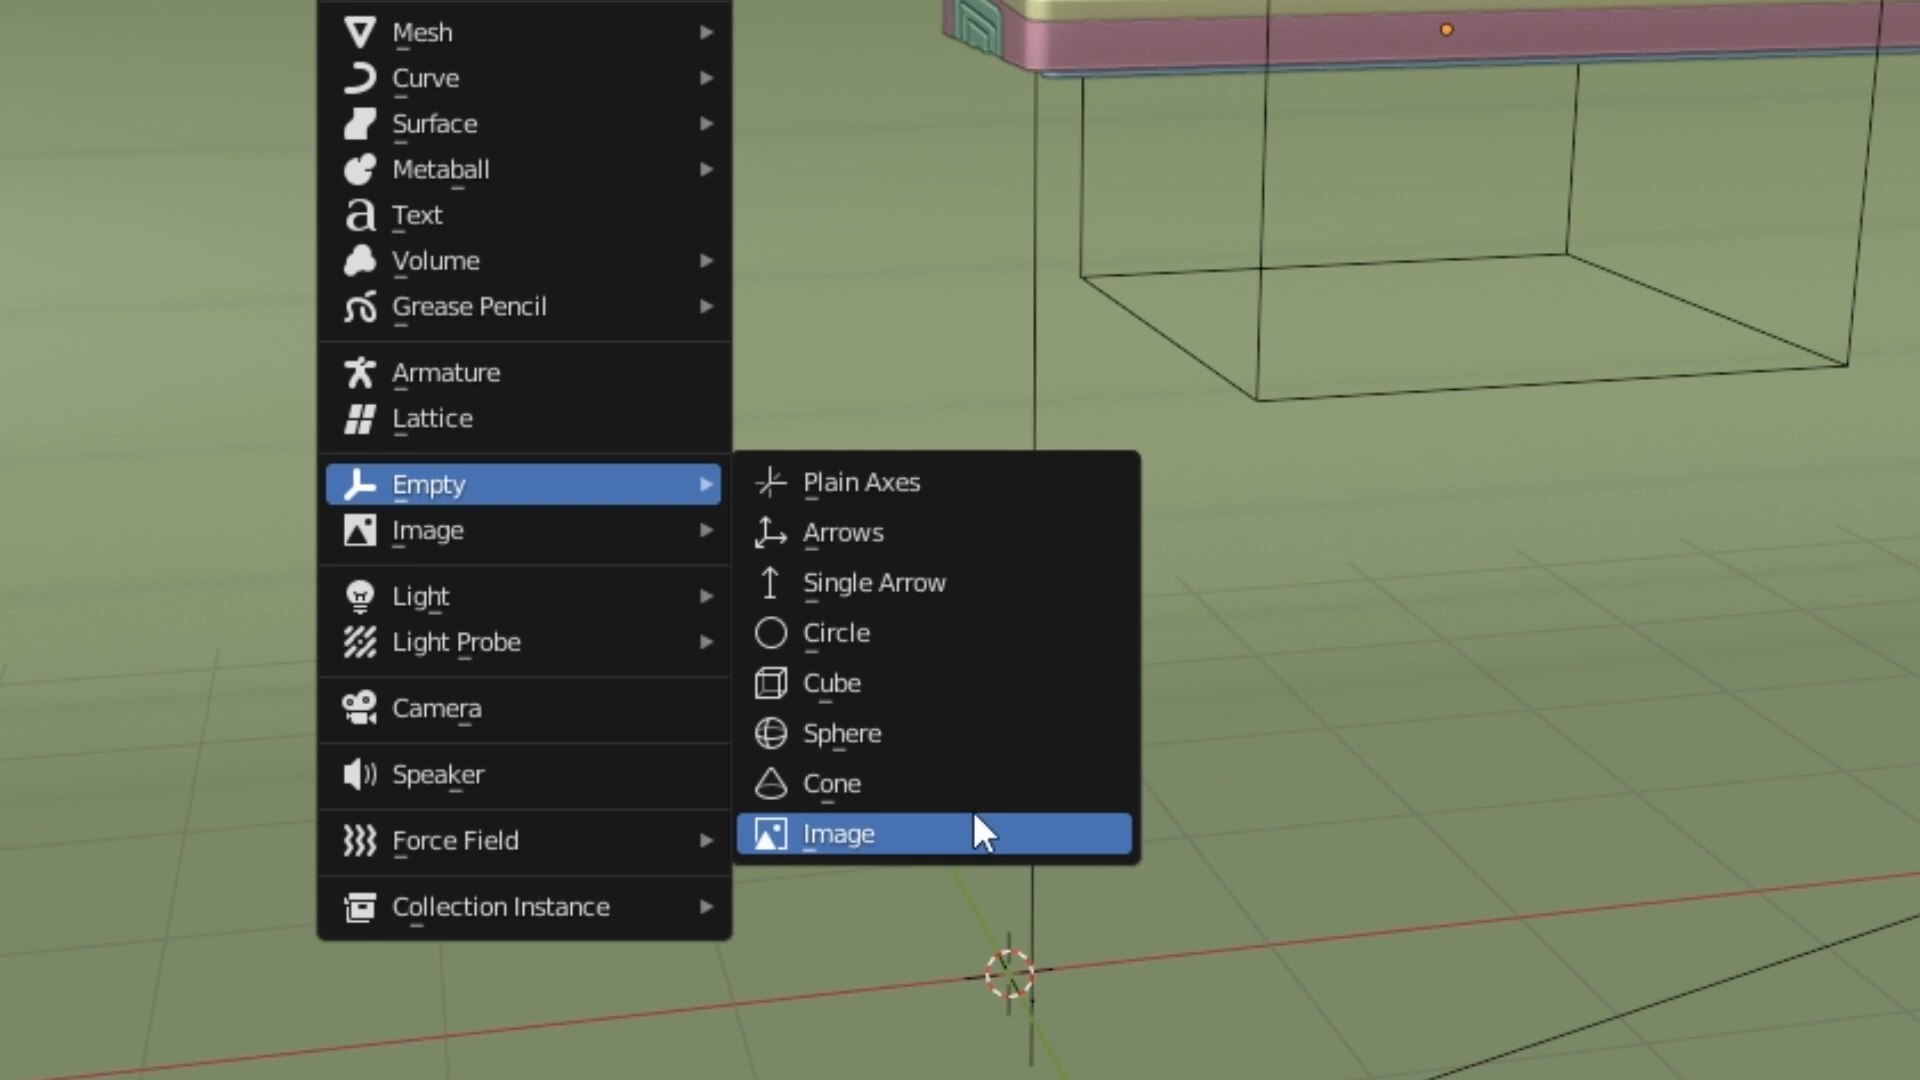 Mesh
Curve
Surface
Metaball
Text
Volume
Grease Pencil
Armature
Lattice
Empty
Image
Light
Light Probe
Camera
Speaker
Force Field
Collection Instance
Plain Axes
Arrows
Single Arrow
Circle
Cube
Sphere
Cone
Image